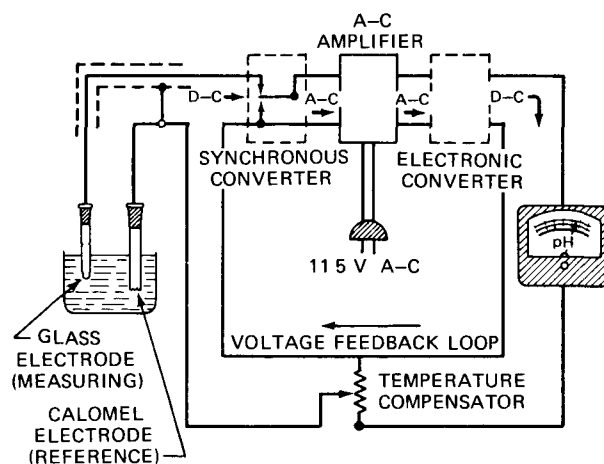 A-C
AMPLIFIER
D-C
A-C
A-C
D-C
SYNCHRONOUS
CONVERTER
ELECTRONIC
CONVERTER
115 V A-C
pH
GLASS
ELECTRODE
(MEASURING)
VOLTAGE FEEDBACK LOOP
CALOMEL
ELECTRODE
(REFERENCE)
TEMPERATURE
COMPENSATOR